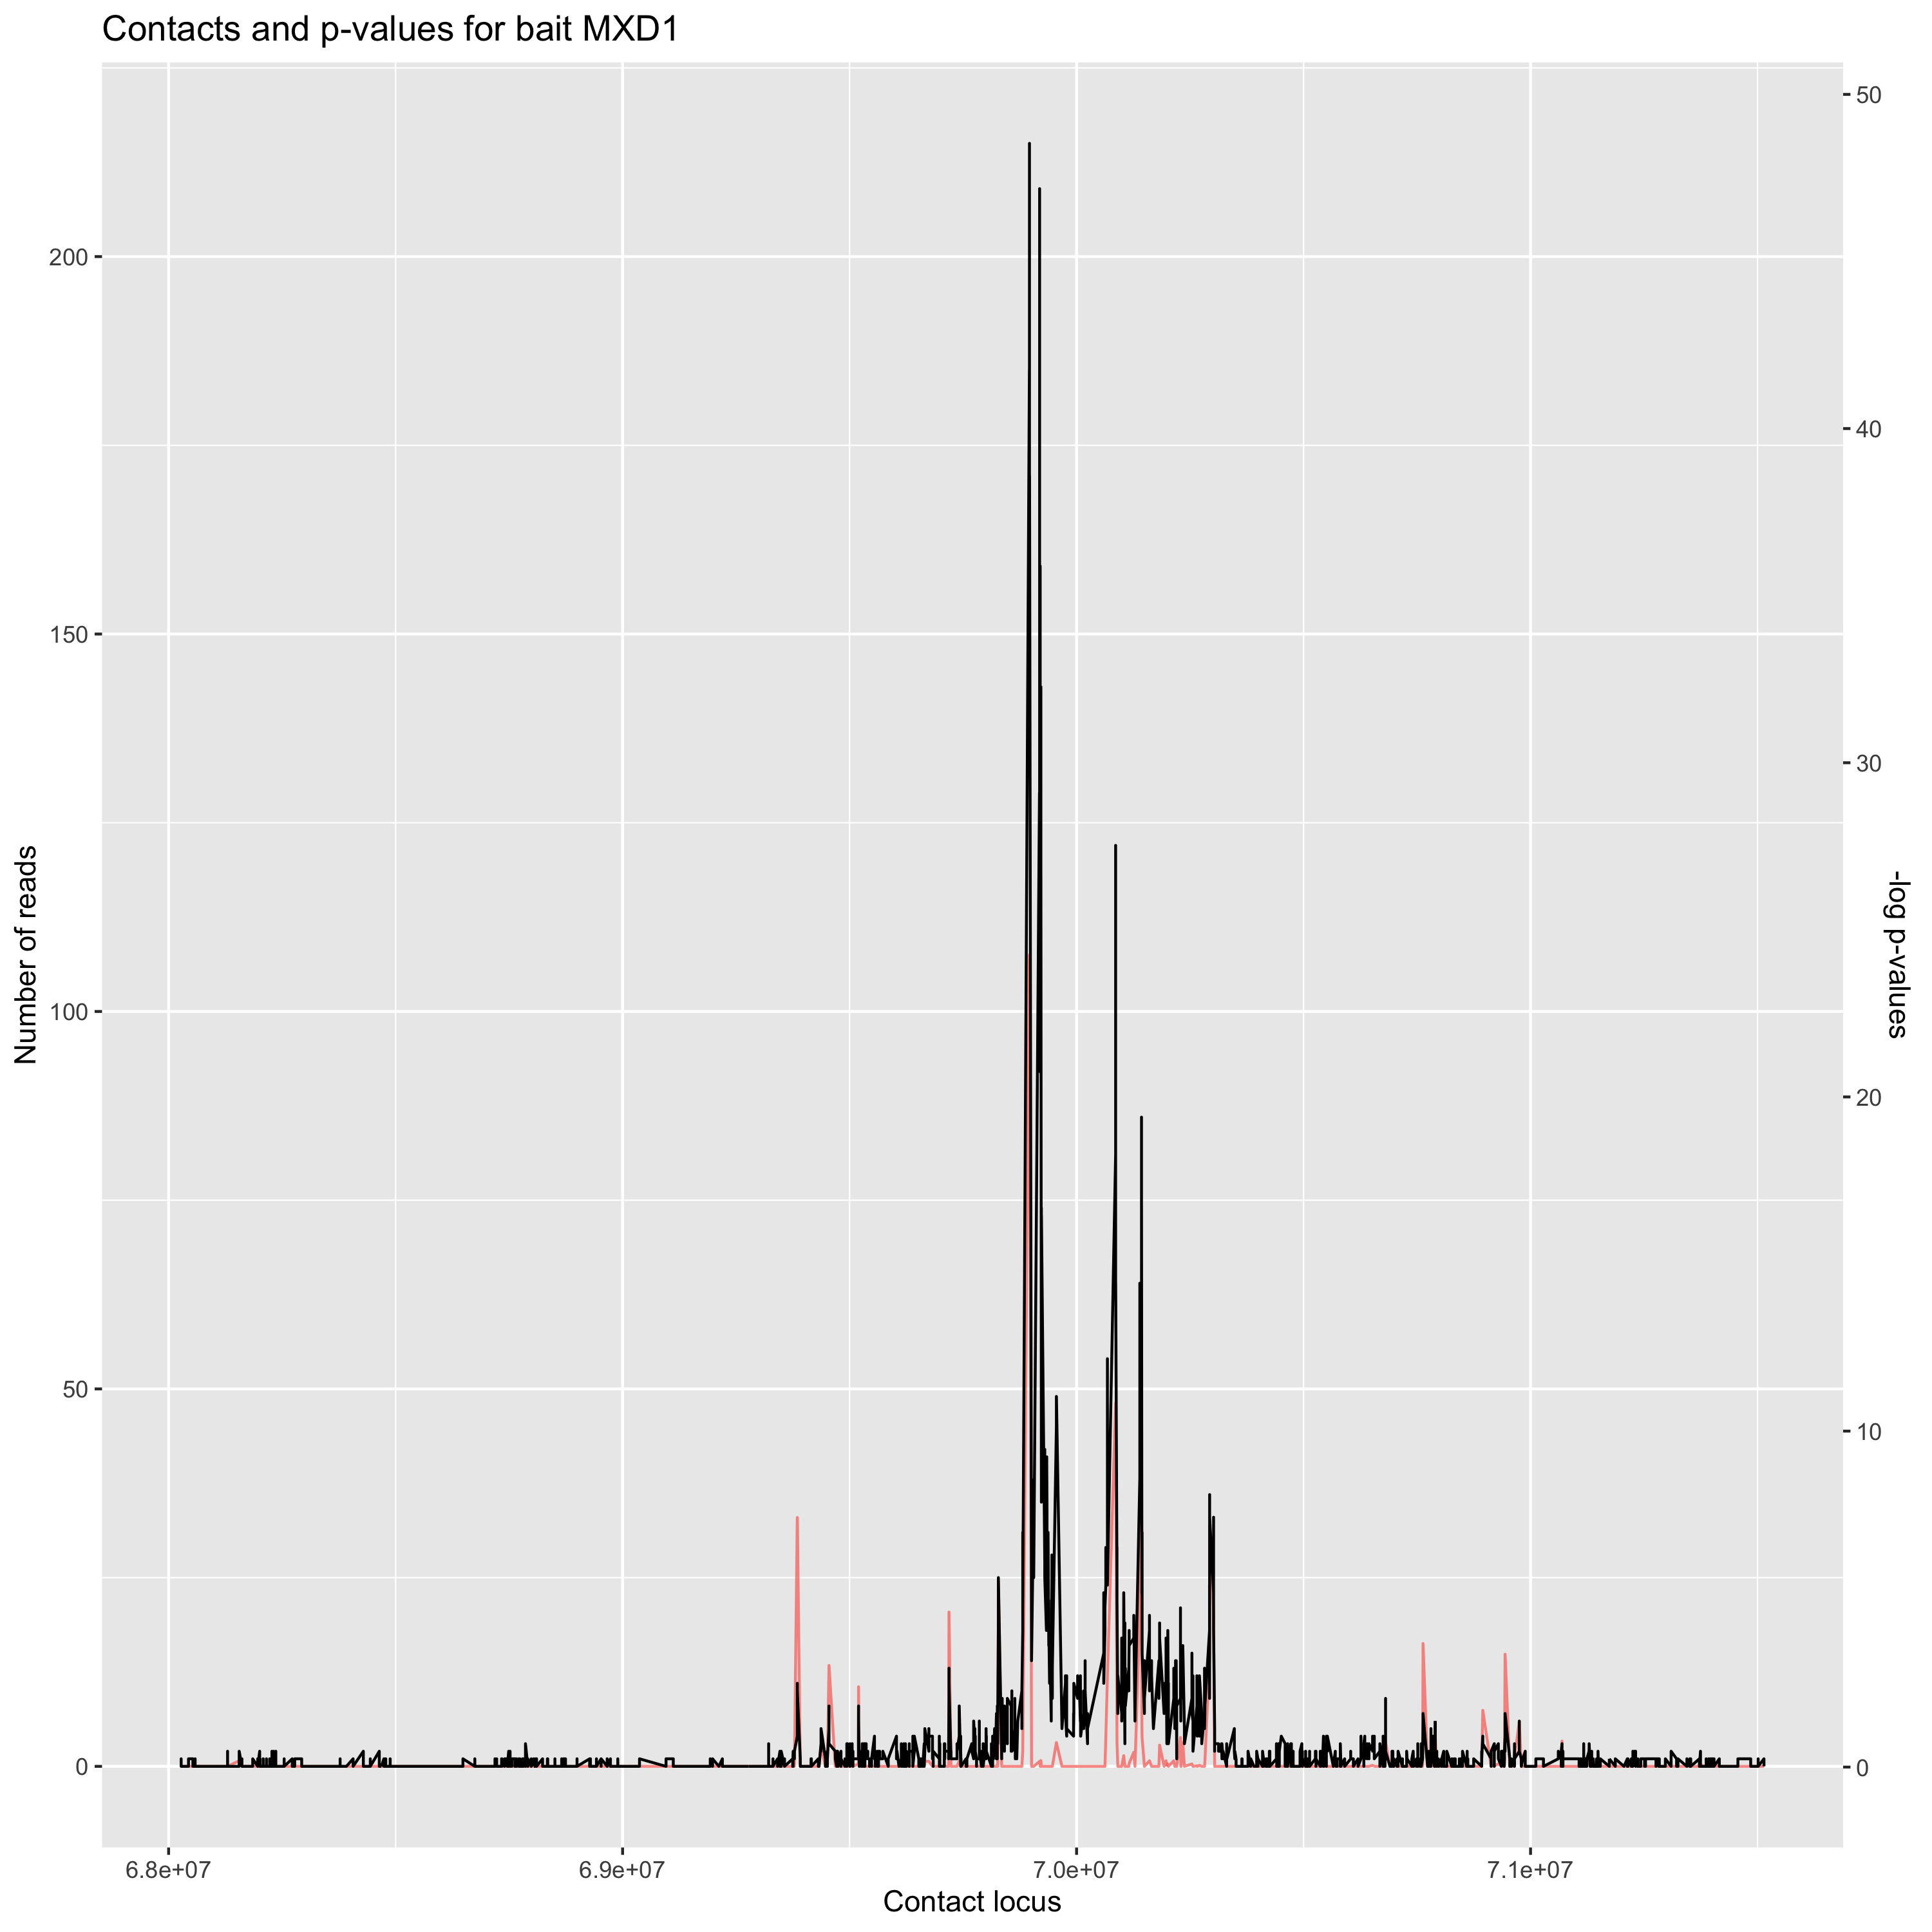 Contacts and p-values for bait MXD1
50
200
40
150
30
Number of reads
-log p-values
100
20
50
10
0
0
6.8e+07
6.9e+07
7.0e+07
7.1e+07
Contact locus